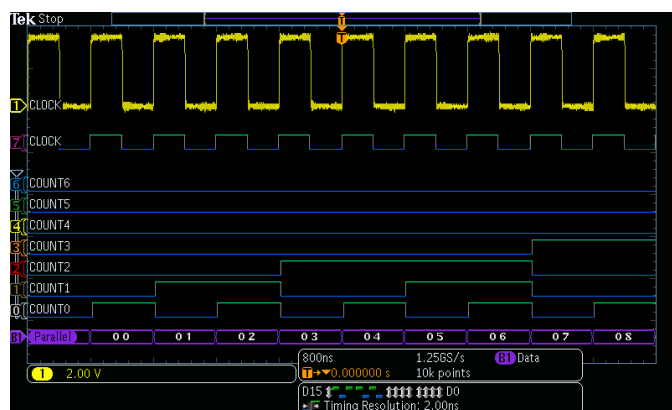 Tek Stop
T
T
1 CLOCK
7 CLOCK
6 COUNT6
5 COUNT5
4 COUNT4
3 COUNT3
2 COUNT2
1 COUNT1
0 COUNT0
B1 Parallel 00 01 02 03 04 05 06 07 08
1 2.00 V
800ns 1.25GS/s B1 Data
T→▼0.000000 s 10k points
D15 D0
Timing Resolution: 2.00ns